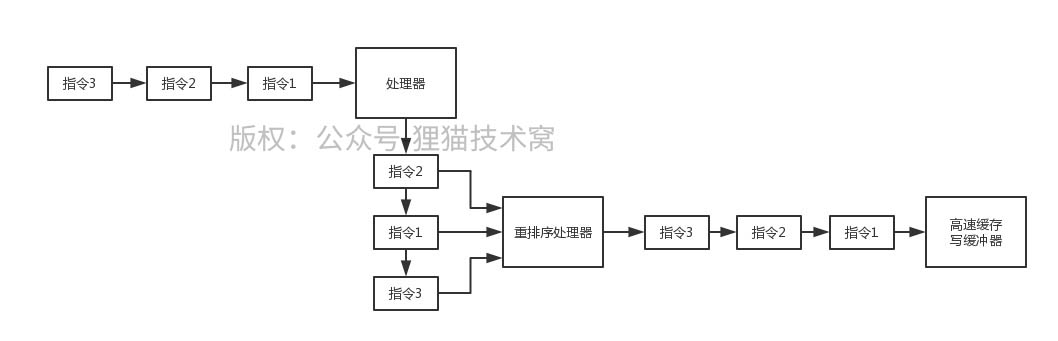 指令3
指令2
指令1
处理器
版权：公众号 狸猫技术窝
指令2
指令1
指令3
重排序处理器
指令3
指令2
指令1
高速缓存
写缓冲器